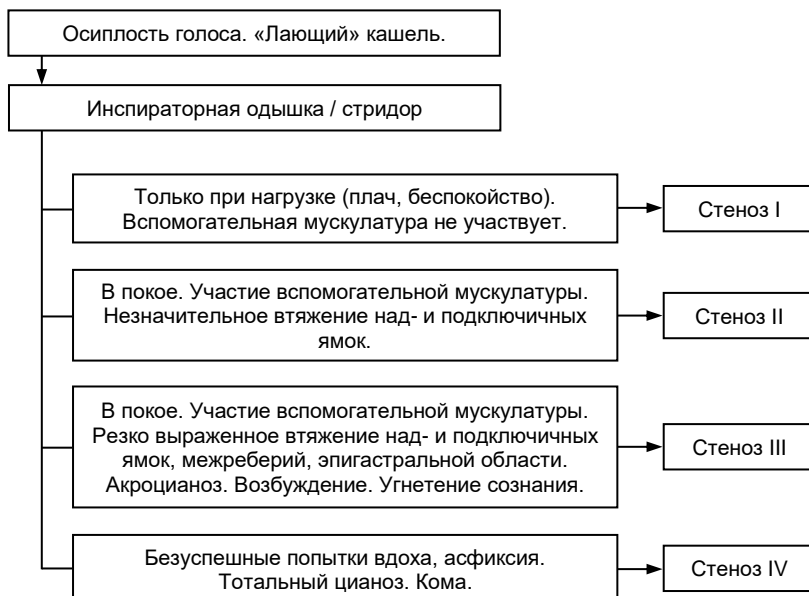 Осиплость голоса. «Лающий» кашель.
Инспираторная одышка / стридор
Только при нагрузке (плач, беспокойство).
Вспомогательная мускулатура не участвует.
Стеноз I
В покое. Участие вспомогательной мускулатуры.
Незначительное втяжение над- и подключичных
ямок.
Стеноз II
В покое. Участие вспомогательной мускулатуры.
Резко выраженное втяжение над- и подключичных
ямок, межреберий, эпигастральной области.
Акроцианоз. Возбуждение. Угнетение сознания.
Стеноз III
Безуспешные попытки вдоха, асфиксия.
Тотальный цианоз. Кома.
Стеноз IV